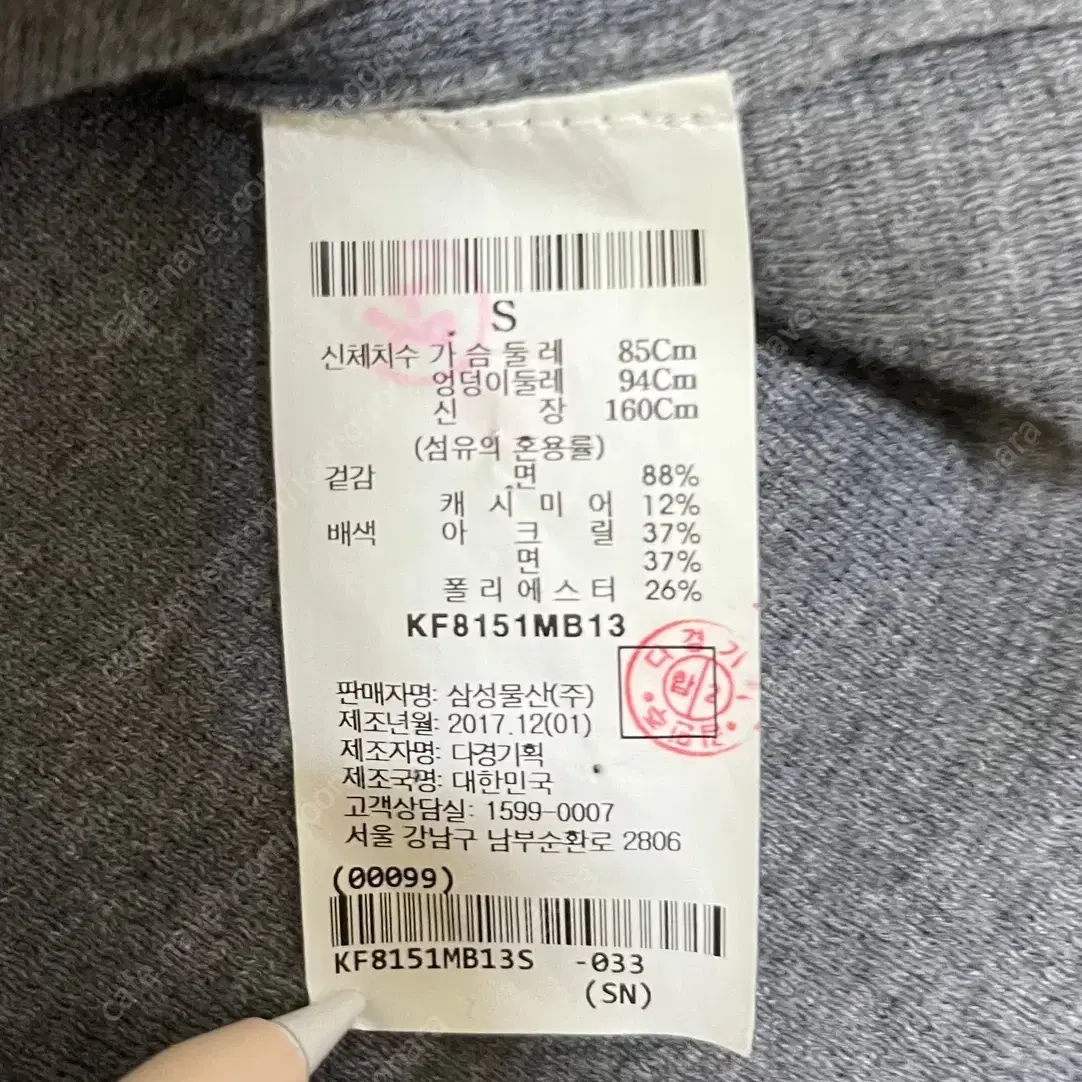 S
신체치수 가슴둘레 85Cm
엉덩이둘레 94Cm
신 장 160Cm
(섬유의 혼용률)
겉감 면 88%
캐시미어 12%
배색 아크릴 37%
면 37%
폴리에스터 26%
KF8151MB13
판매자명: 삼성물산(주)
제조년월: 2017.12(01)
제조자명: 다경기획
제조국명: 대한민국
고객상담실: 1599-0007
서울 강남구 남부순환로 2806
(00099)
KF8151MB13S -033
(SN)